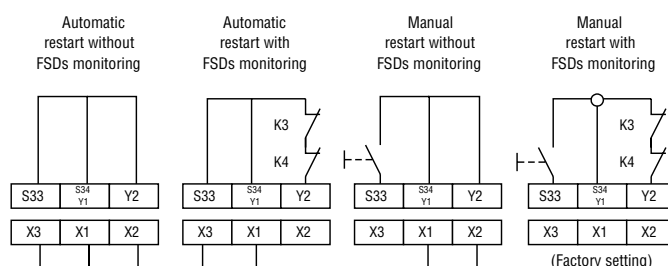 Automatic
restart without
FSDs monitoring
Automatic
restart with
FSDs monitoring
Manual
restart without
FSDs monitoring
Manual
restart with
FSDs monitoring
K3
K4
K3
K4
S33 S34 Y1 Y2
S33 S34 Y1 Y2
S33 S34 Y1 Y2
S33 S34 Y1 Y2
X3 X1 X2
X3 X1 X2
X3 X1 X2
X3 X1 X2
(Factory setting)